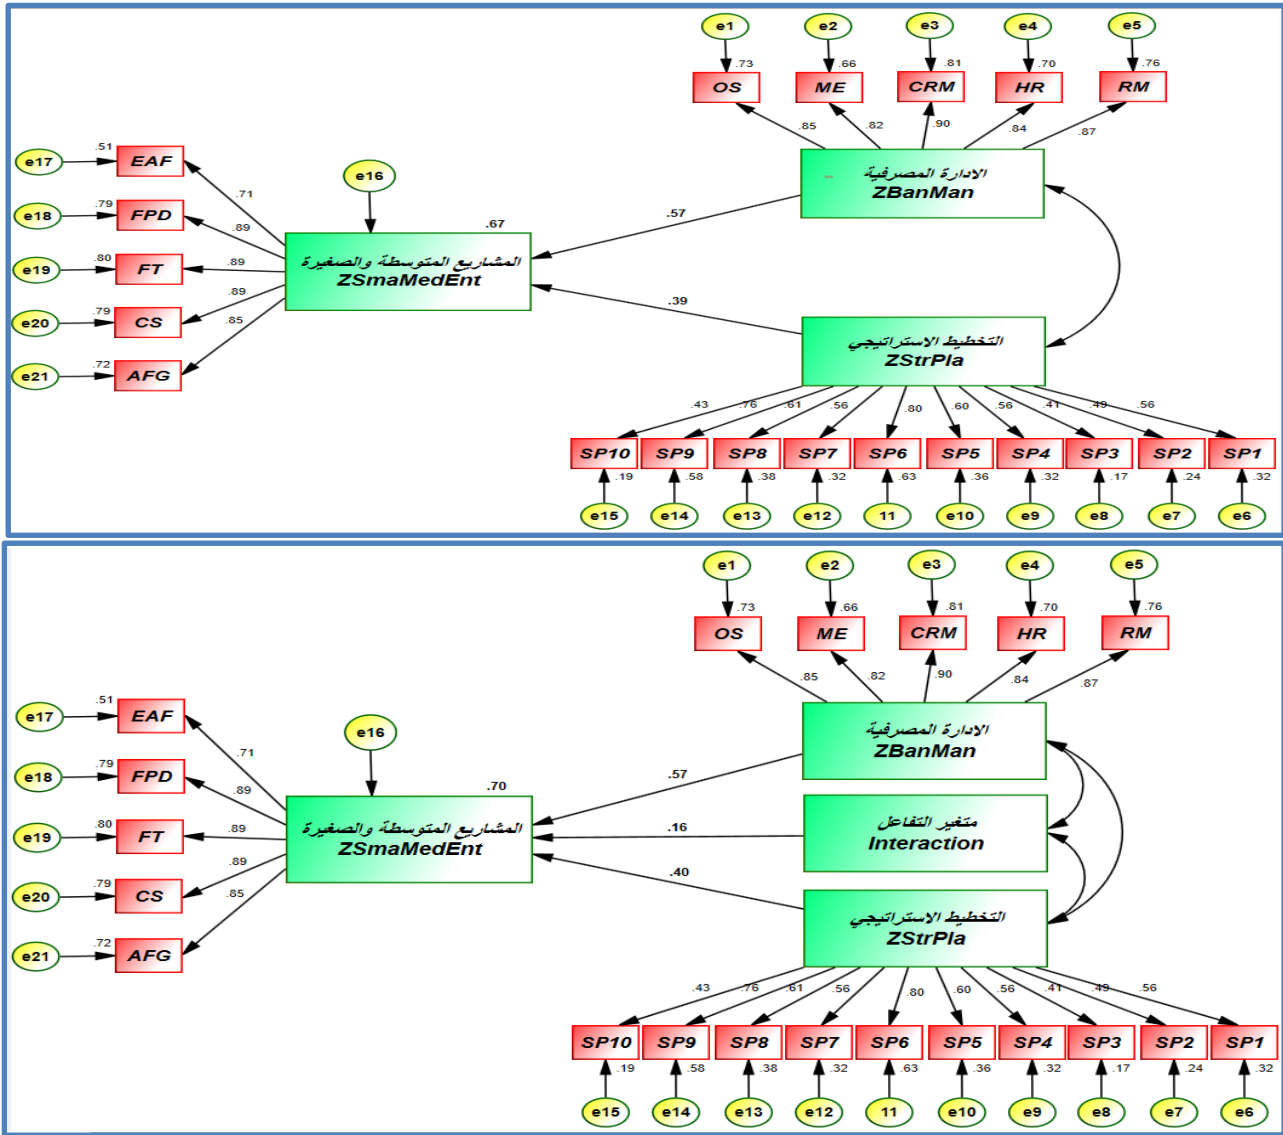 e1 e2 e3 e4 e5
.73 .66 .81 .70 .76
OS ME CRM HR RM
.85 .82 .90 .84 .87
e17 .51 EAF
e16
الادارة المصرفية
ZBanMan
.71
e18 .79 FPD
.89
.67
.57
المشاريع المتوسطة والصغيرة
ZSmaMedEnt
e19 .80 FT
.89
.39
e20 .79 CS
.89
التخطيط الاستراتيجي
ZStrPla
e21 .72 AFG
.85
.43 .76 .61 .56 .80 .60 .56 .41 .49 .56
SP10 SP9 SP8 SP7 SP6 SP5 SP4 SP3 SP2 SP1
.19 .58 .38 .32 .63 .36 .32 .17 .24 .32
e15 e14 e13 e12 11 e10 e9 e8 e7 e6
e1 e2 e3 e4 e5
.73 .66 .81 .70 .76
OS ME CRM HR RM
.85 .82 .90 .84 .87
e17 .51 EAF
e16
الادارة المصرفية
ZBanMan
.71
e18 .79 FPD
.89
.70
.57
المشاريع المتوسطة والصغيرة
ZSmaMedEnt
e19 .80 FT
.89
.16
متغير التفاعل
Interaction
e20 .79 CS
.89
.40
التخطيط الاستراتيجي
ZStrPla
e21 .72 AFG
.85
.43 .76 .61 .56 .80 .60 .56 .41 .49 .56
SP10 SP9 SP8 SP7 SP6 SP5 SP4 SP3 SP2 SP1
.19 .58 .38 .32 .63 .36 .32 .17 .24 .32
e15 e14 e13 e12 11 e10 e9 e8 e7 e6